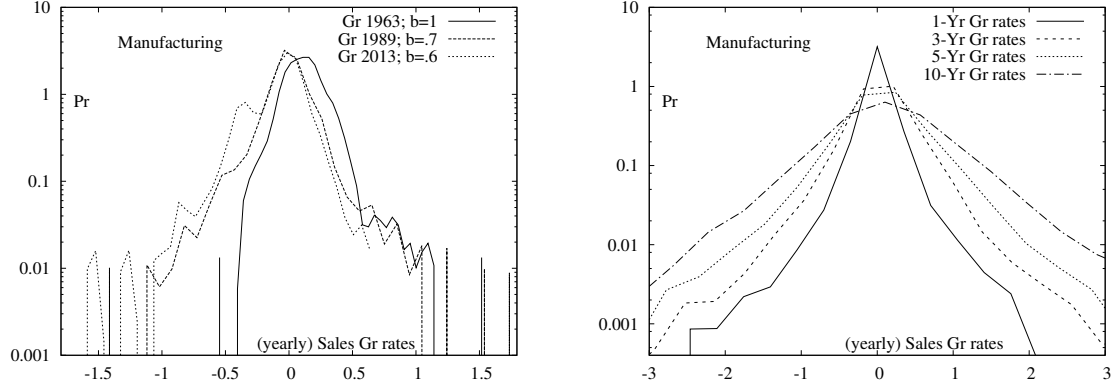 10
Gr 1963; b=1
Manufacturing
Gr 1989; b=.7
Gr 2013; b=.6
1
Pr
0.1
0.01
(yearly) Sales Gr rates
0.001
-1.5 -1 -0.5 0 0.5 1 1.5
10
1-Yr Gr rates
Manufacturing
3-Yr Gr rates
5-Yr Gr rates
10-Yr Gr rates
1
Pr
0.1
0.01
0.001
(yearly) Sales Gr rates
-3 -2 -1 0 1 2 3